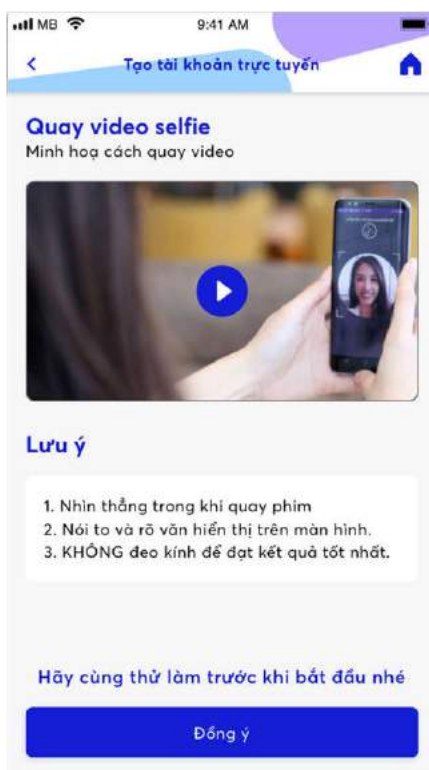 MB 9:41 AM
Tạo tài khoản trực tuyến
Quay video selfie
Minh hoạ cách quay video
Lưu ý
1. Nhìn thẳng trong khi quay phim
2. Nói to và rõ văn hiển thị trên màn hình.
3. KHÔNG đeo kính để đạt kết quả tốt nhất.
Hãy cùng thử làm trước khi bắt đầu nhé
Đồng ý